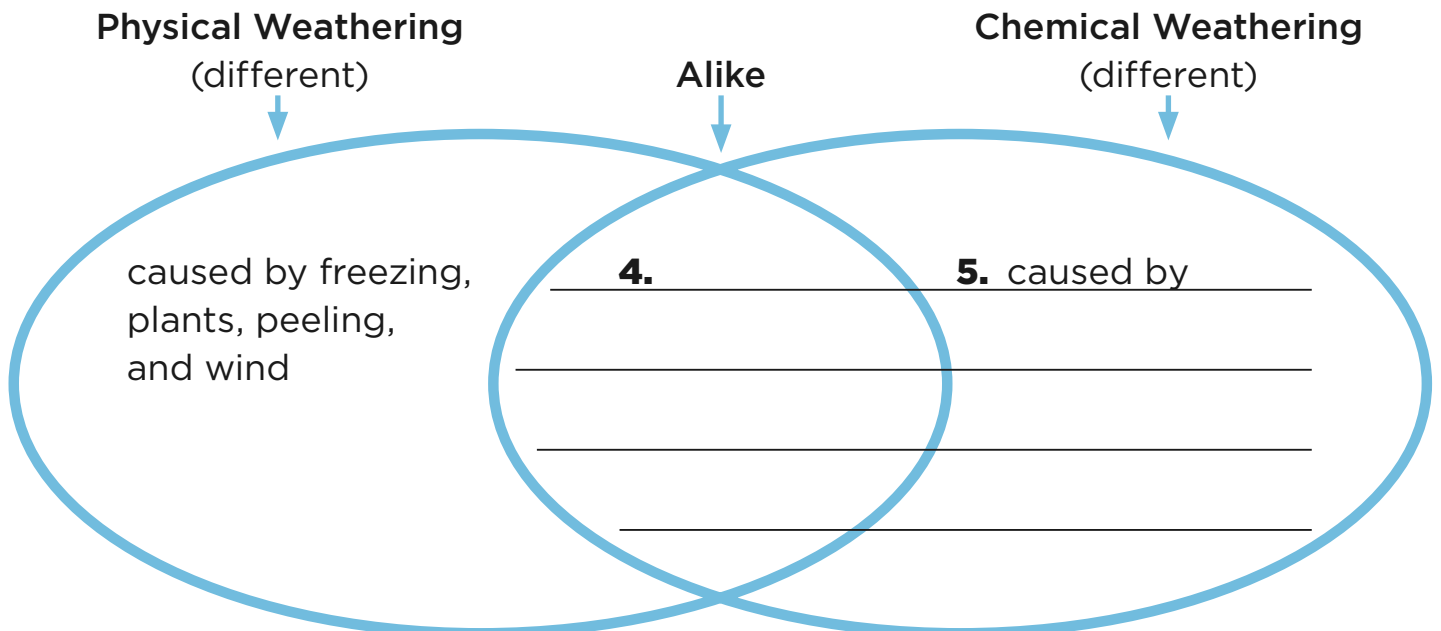 Physical Weathering
(different)
Alike
Chemical Weathering
(different)
caused by freezing,
plants, peeling,
and wind
4.
5. caused by